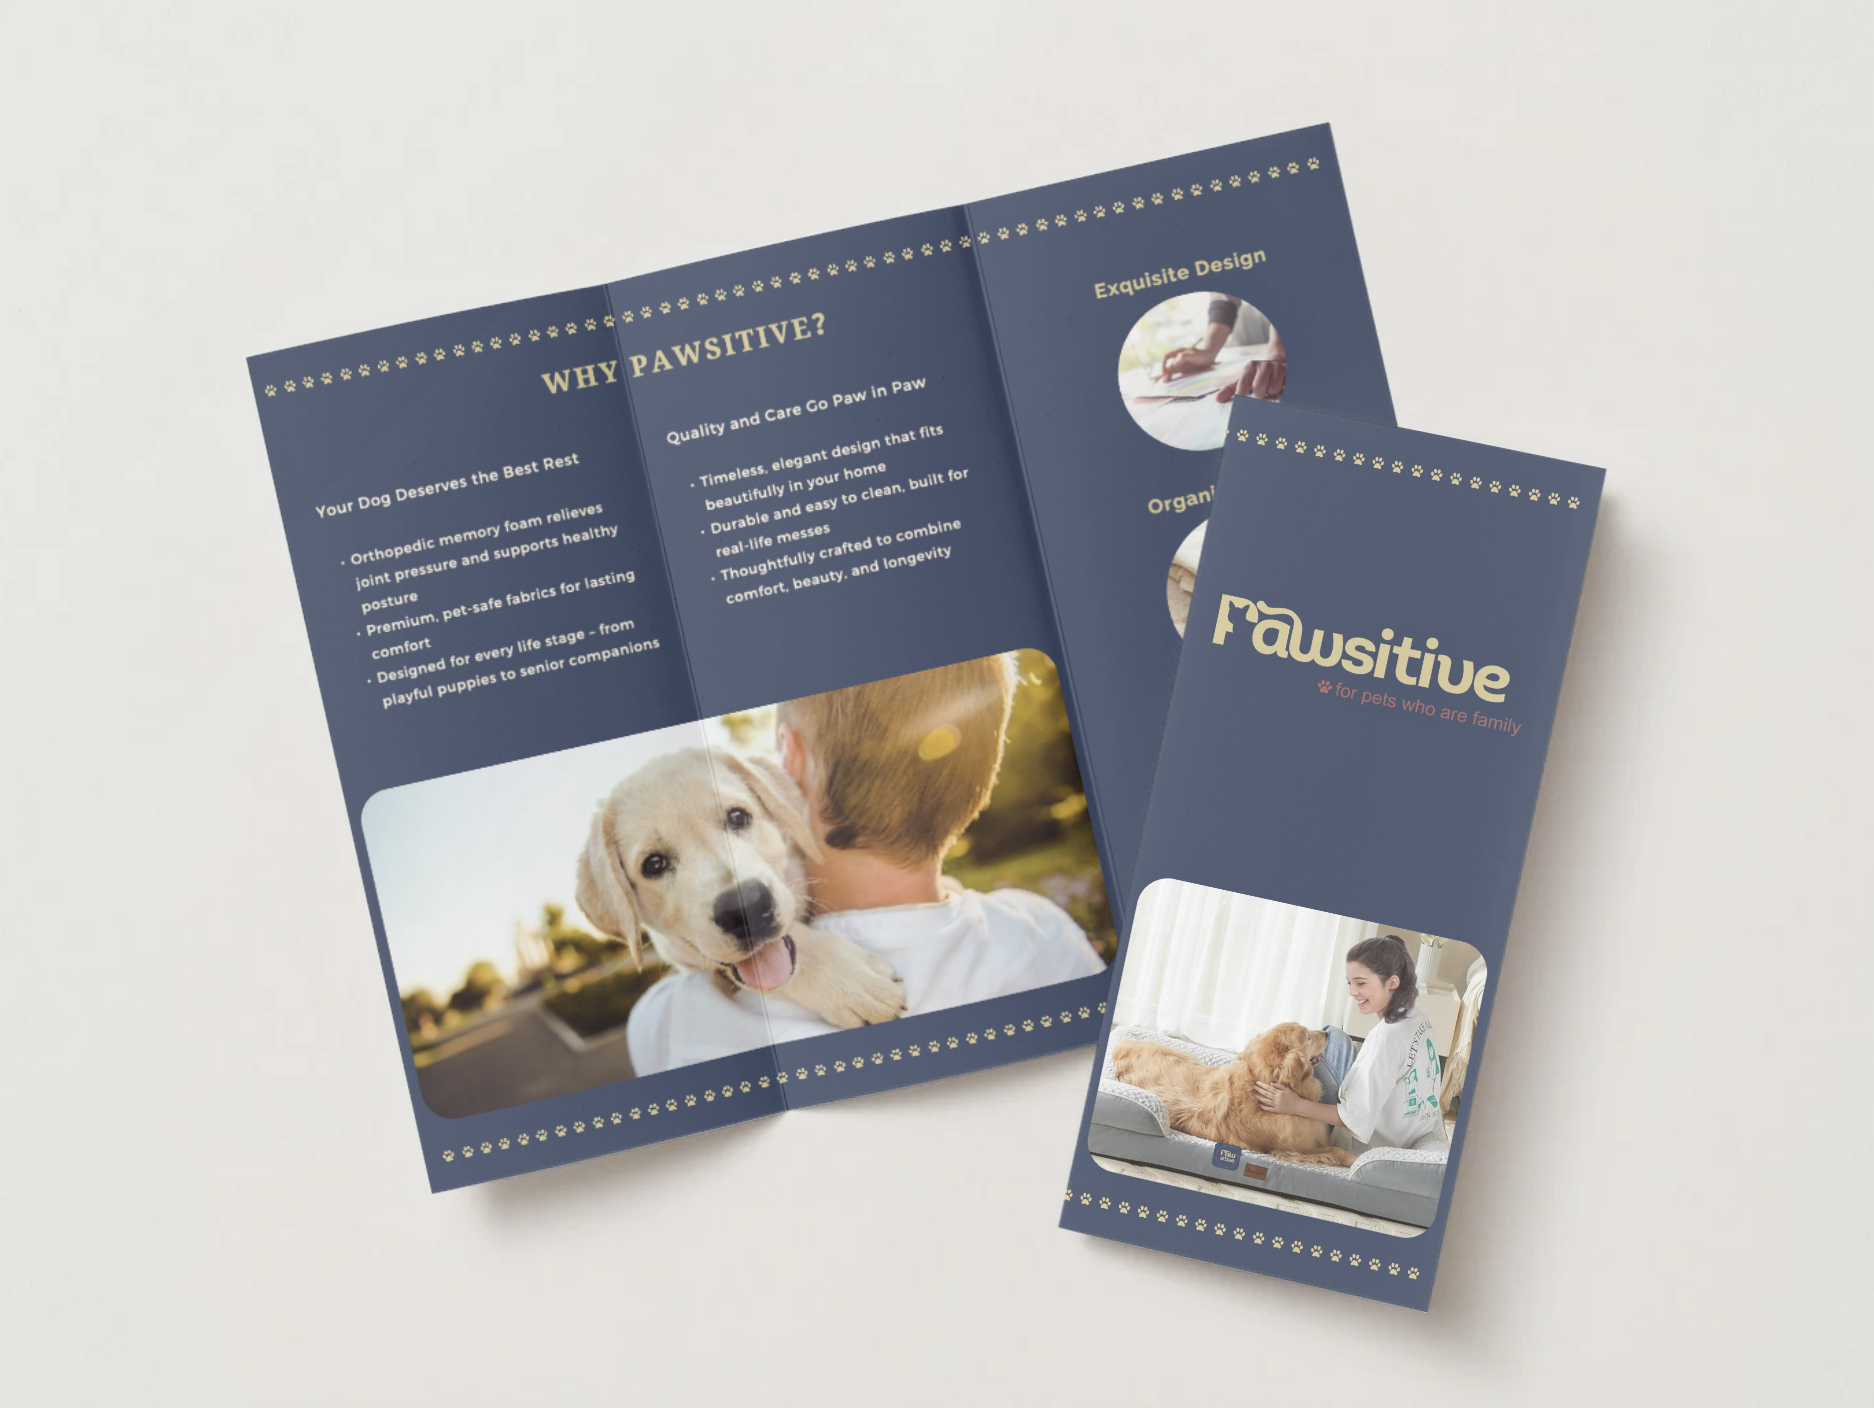 WHY PAWSITIVE?
Your Dog Deserves the Best Rest
• Orthopedic memory foam relieves
joint pressure and supports healthy
posture
• Premium, pet-safe fabrics for lasting
comfort
• Designed for every life stage – from
playful puppies to senior companions
Quality and Care Go Paw in Paw
• Timeless, elegant design that fits
beautifully in your home
• Durable and easy to clean, built for
real-life messes
• Thoughtfully crafted to combine
comfort, beauty, and longevity
Exquisite Design
Organi
Pawsitive
for pets who are family